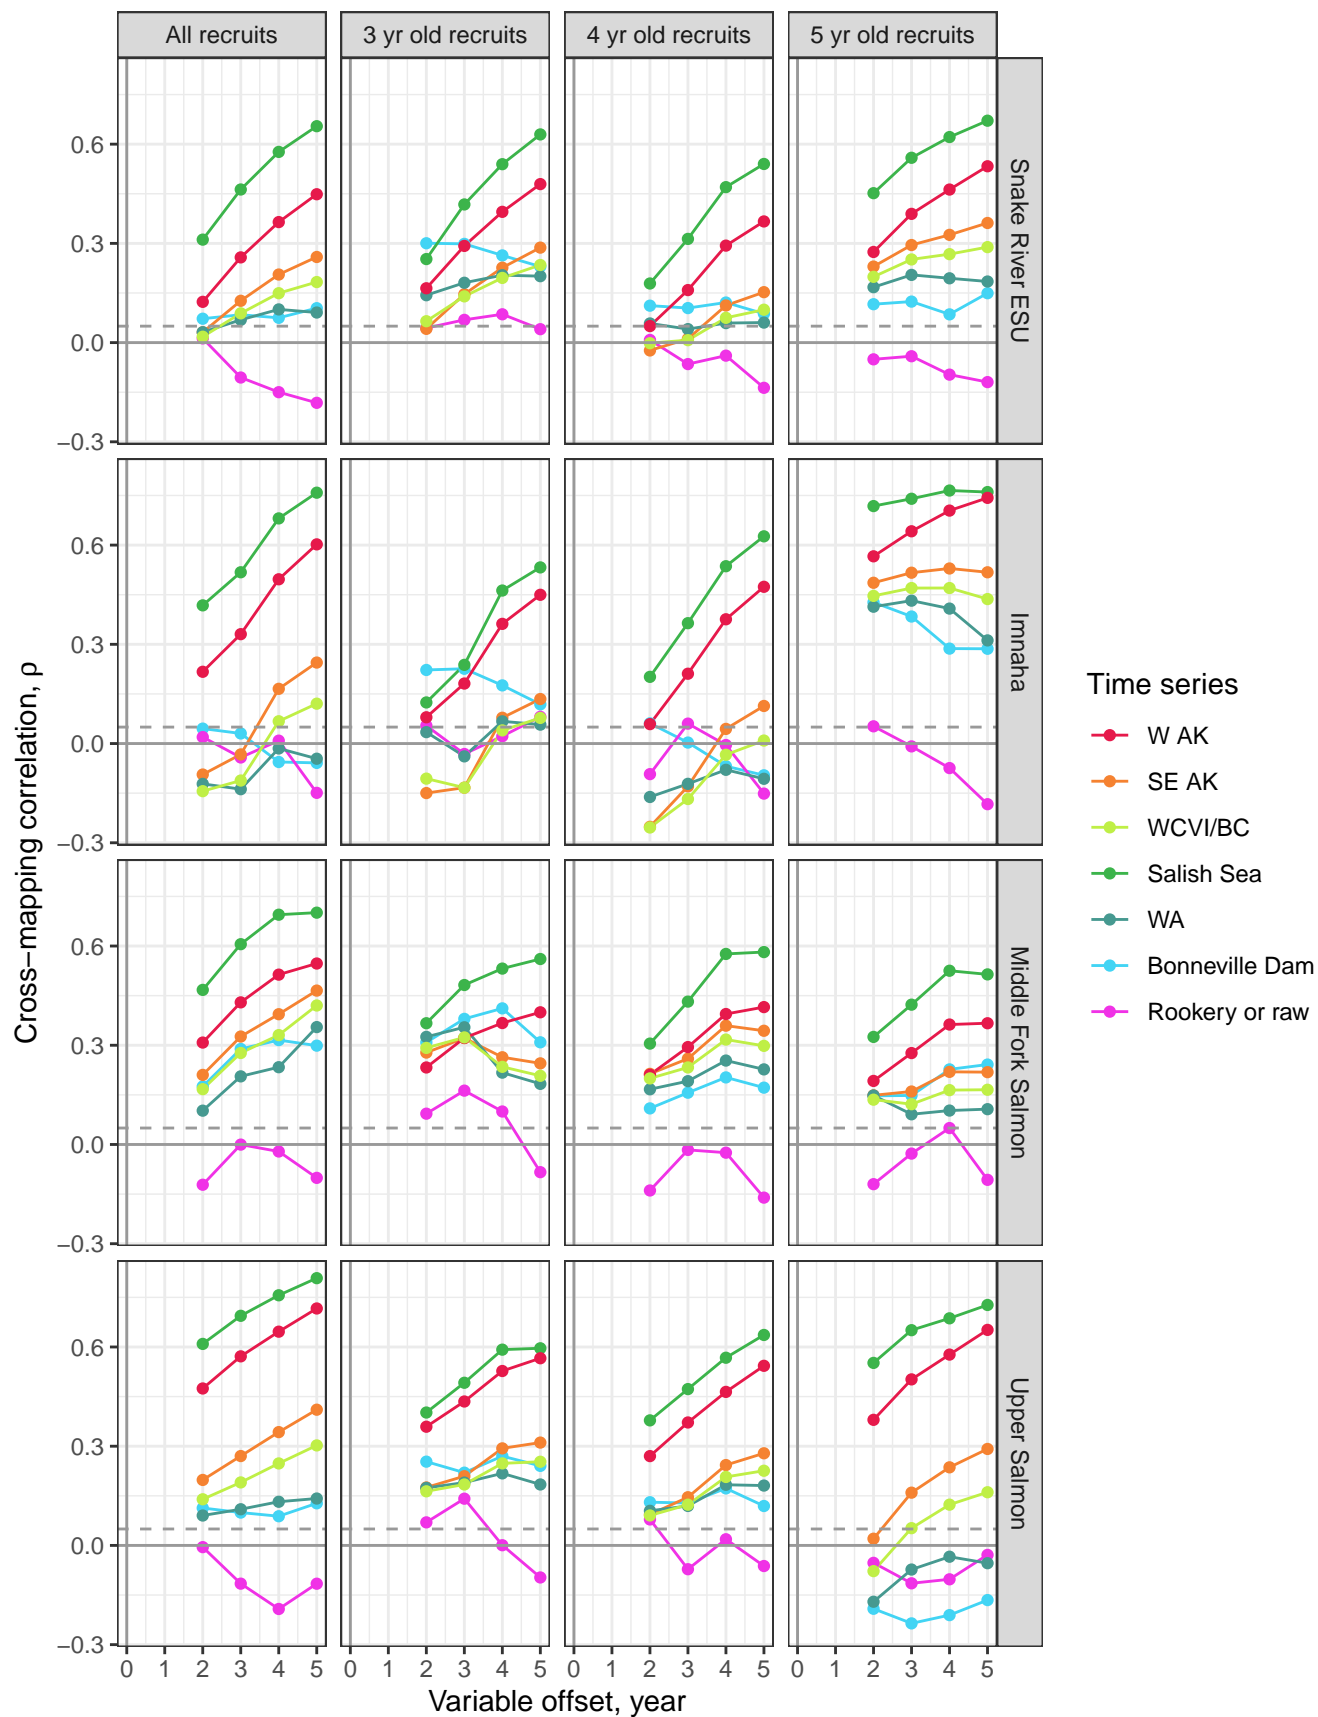 All recruits
3 yr old recruits
4 yr old recruits
5 yr old recruits
0.6
0.3
0.0
−0.3
Snake River ESU
0.6
0.3
0.0
−0.3
Imnaha
0.6
0.3
0.0
−0.3
Middle Fork Salmon
0.6
0.3
0.0
−0.3
Upper Salmon
0 1 2 3 4 5
0 1 2 3 4 5
0 1 2 3 4 5
0 1 2 3 4 5
Variable offset, year
Cross−mapping correlation, ρ
Time series
W AK
SE AK
WCVI/BC
Salish Sea
WA
Bonneville Dam
Rookery or raw